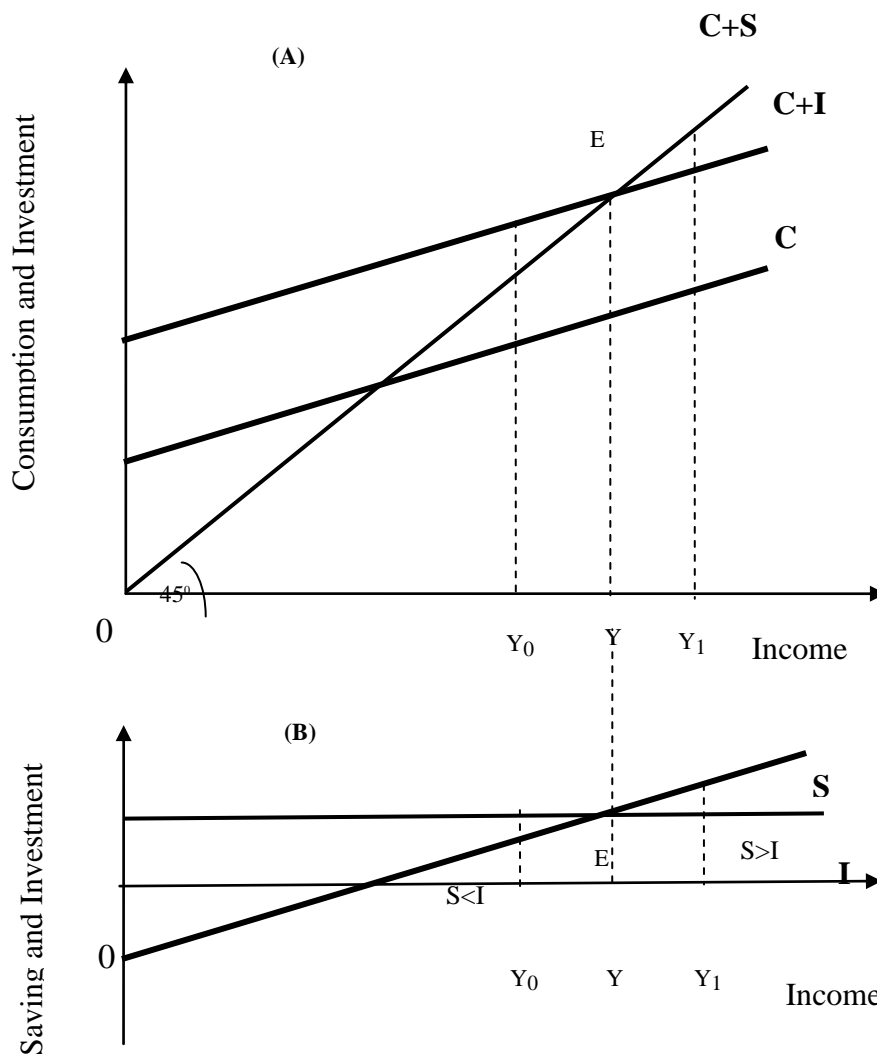 C+S
(A)
C+I
E
C
Consumption and Investment
45⁰
0
Y₀ Y Y₁ Income
(B)
S
E S>I
I
S<I
0
Y₀ Y Y₁
Income
Saving and Investment